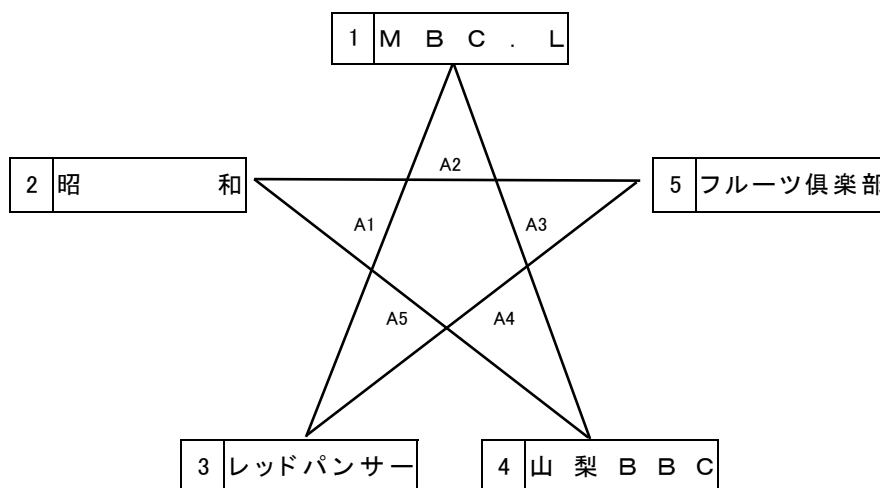 1 ＭＢＣ．Ｌ
A2
2 昭和
5 フルーツ倶楽部
A1
A3
A5
A4
3 レッドパンサー
4 山梨ＢＢＣ